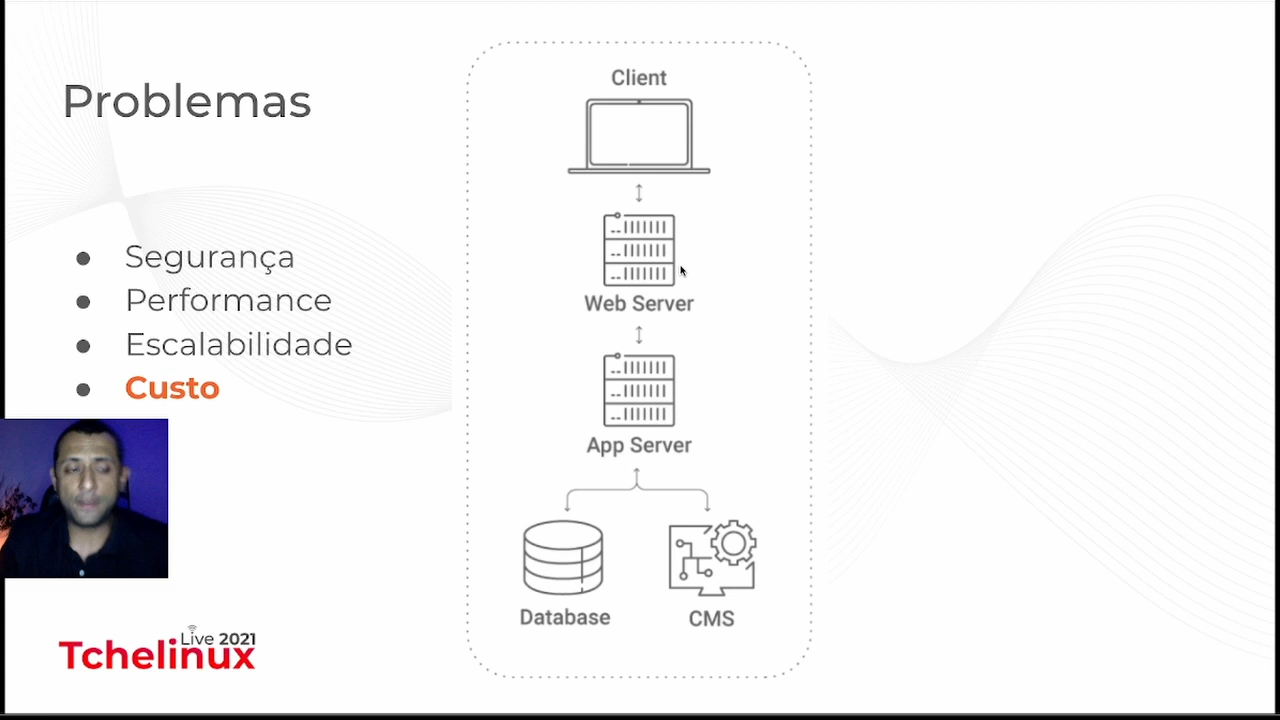 Problemas
Segurança
Performance
Escalabilidade
Custo
Client
Web Server
App Server
Database
CMS
Live 2021
Tchelinux